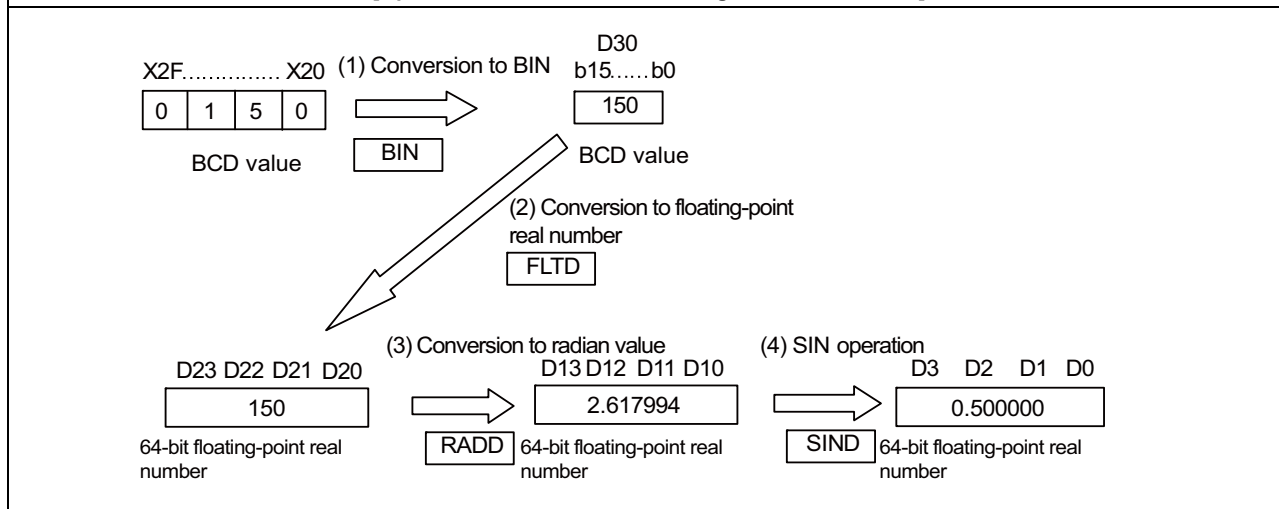 D30
X2F............... X20
(1) Conversion to BIN
b15......b0
0 1 5 0
150
BIN
BCD value
BCD value
(2) Conversion to floating-point
real number
FLTD
(3) Conversion to radian value
(4) SIN operation
D23 D22 D21 D20
D13 D12 D11 D10
D3 D2 D1 D0
150
2.617994
0.500000
RADD
SIND
64-bit floating-point real
number
64-bit floating-point real
number
64-bit floating-point real
number